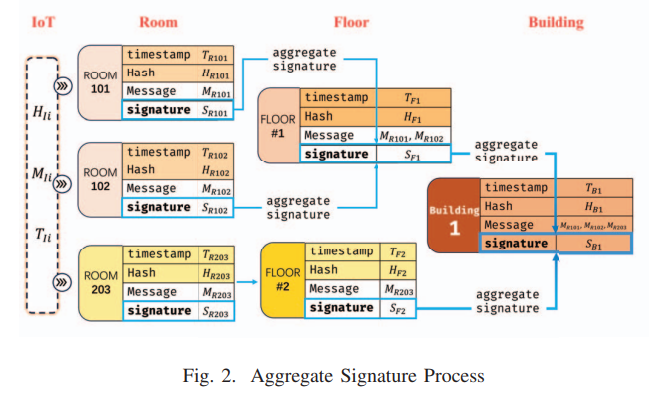 IoT Room Floor Building
H_{Ii}
M_{Ii}
T_{Ii}
ROOM 101
timestamp T_{R101}
Hash H_{R101}
Message M_{R101}
signature S_{R101}
aggregate
signature
ROOM
102
timestamp T_{R102}
Hash H_{R102}
Message M_{R102}
signature S_{R102}
aggregate
signature
ROOM
203
timestamp T_{R203}
Hash H_{R203}
Message M_{R203}
signature S_{R203}
FLOOR
#1
timestamp T_{F1}
Hash H_{F1}
Message M_{R101}, M_{R102}
signature S_{F1}
aggregate
signature
FLOOR
#2
timestamp T_{F2}
Hash H_{F2}
Message M_{R203}
signature S_{F2}
aggregate
signature
Building
1
timestamp T_{B1}
Hash H_{B1}
Message M_{R101}, M_{R102}, M_{R203}
signature S_{B1}
Fig. 2. Aggregate Signature Process